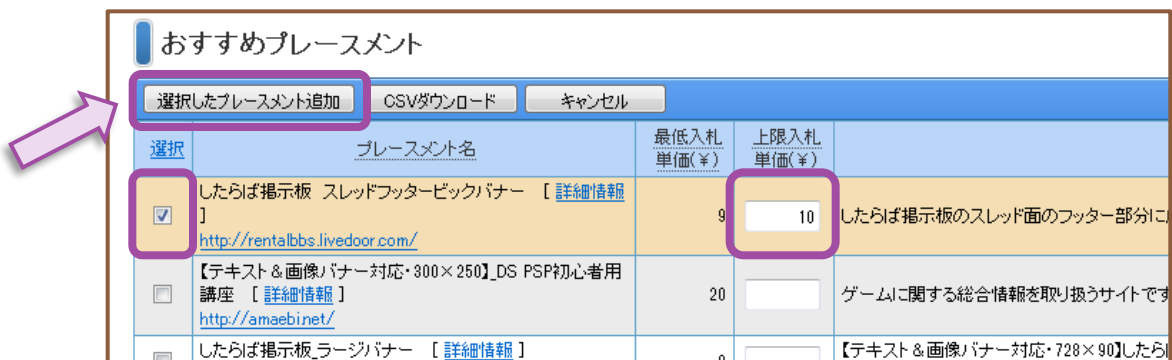 おすすめプレースメント
選択したプレースメント追加 CSVダウンロード キャンセル
選択 プレースメント名 最低入札 上限入札
単価(¥) 単価(¥)
したらば掲示板 スレッドフッタービックバナー [ 詳細情報
] 9 10 したらば掲示板のスレッド面のフッター部分に
http://rentalbbs.livedoor.com/
【テキスト&画像バナー対応・300×250】_DS PSP初心者用
講座 [ 詳細情報 ] 20 ゲームに関する総合情報を取り扱うサイトです
http://amaebi.net/
したらば掲示板_ラージバナー [ 詳細情報 ] 【テキスト&画像バナー対応・728×90】したら